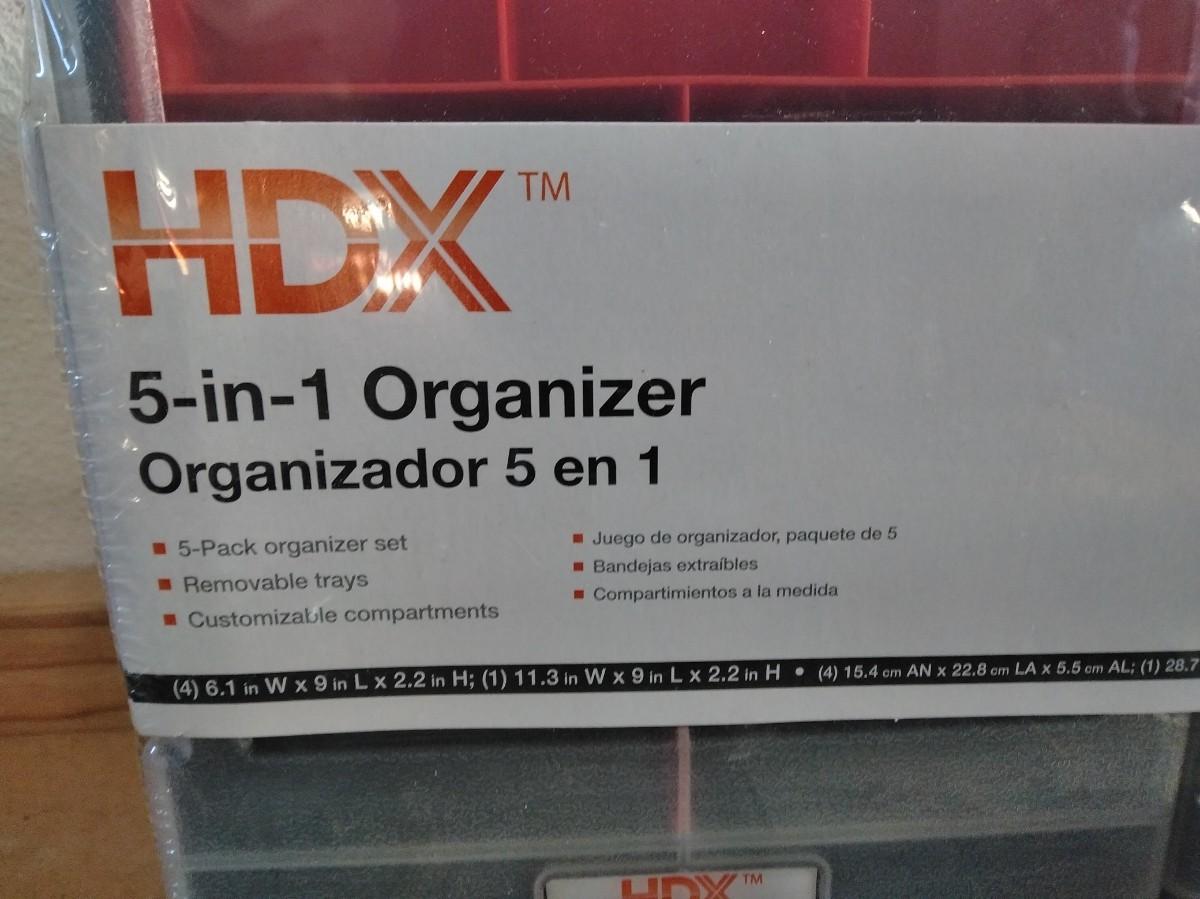 HDX™
5-in-1 Organizer
Organizador 5 en 1
▪ 5-Pack organizer set
▪ Removable trays
▪ Customizable compartments
▪ Juego de organizador, paquete de 5
▪ Bandejas extraíbles
▪ Compartimientos a la medida
(4) 6.1 in W x 9 in L x 2.2 in H; (1) 11.3 in W x 9 in L x 2.2 in H • (4) 15.4 cm AN x 22.8 cm LA x 5.5 cm AL; (1) 28.7
HDX™